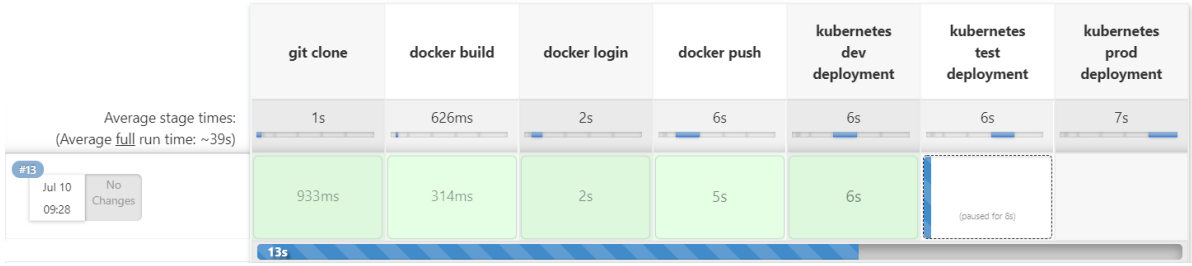 git clone
docker build
docker login
docker push
kubernetes
dev
deployment
kubernetes
test
deployment
kubernetes
prod
deployment
Average stage times:
(Average full run time: ~39s)
1s
626ms
2s
6s
6s
6s
7s
#13
Jul 10
09:28
No
Changes
933ms
314ms
2s
5s
6s
(paused for 8s)
13s